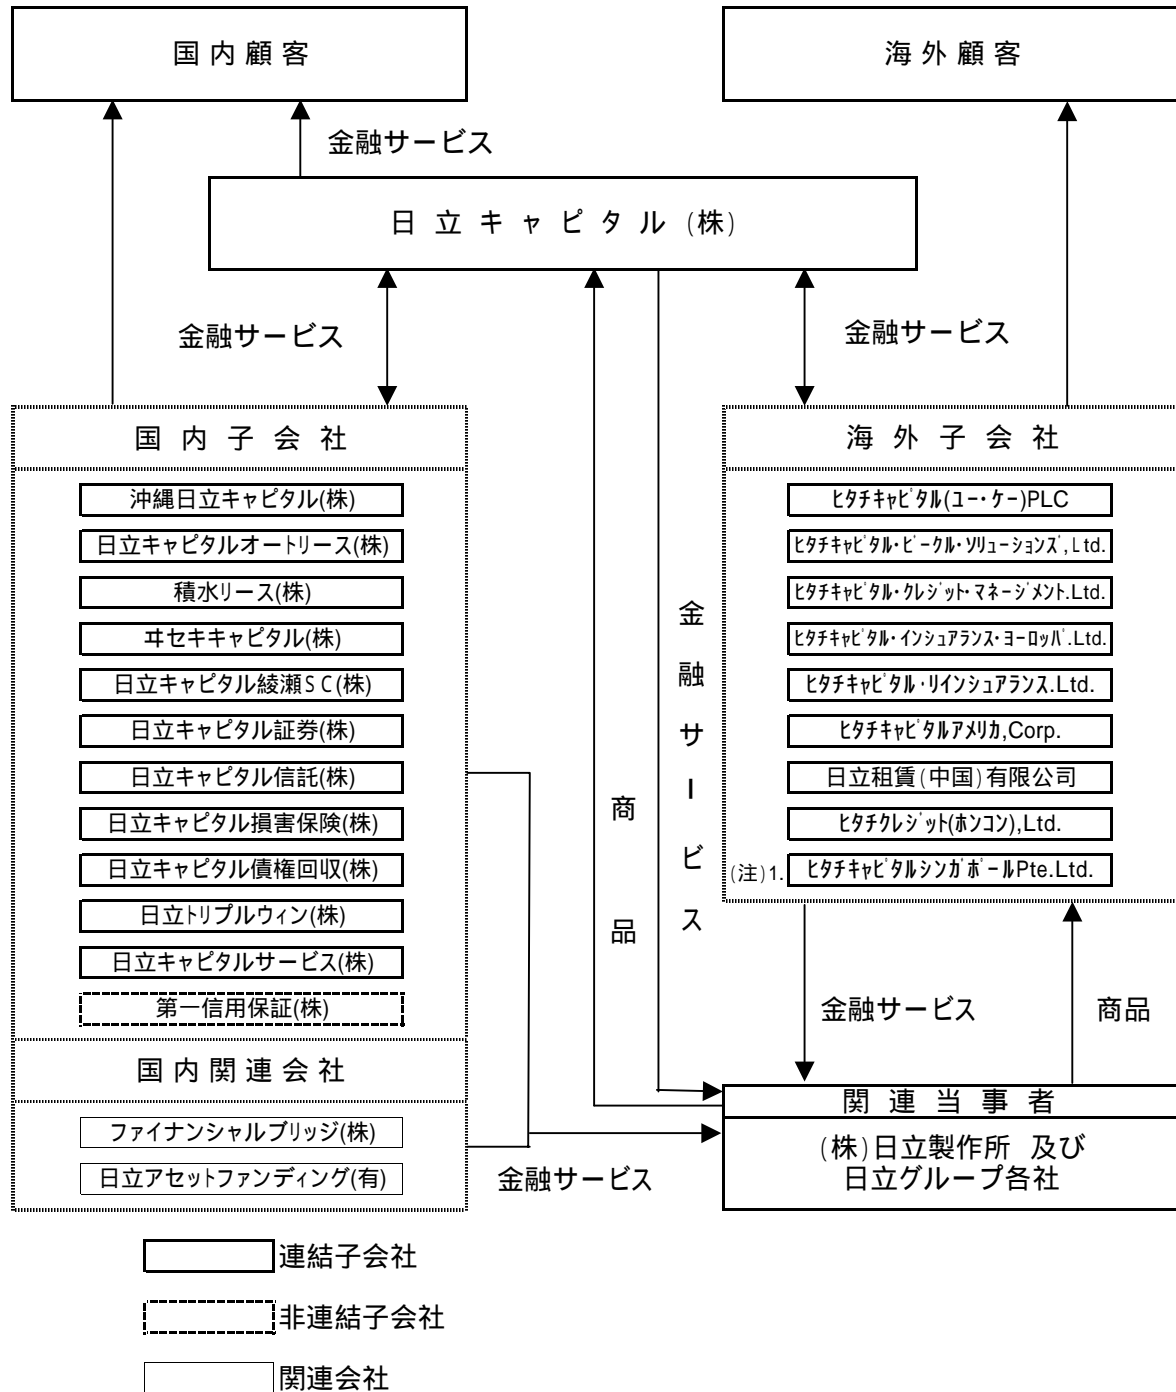 国内顧客
海外顧客
金融サービス
日立キャピタル(株)
金融サービス
金融サービス
国内子会社
沖縄日立キャピタル(株)
日立キャピタルオートリース(株)
積水リース(株)
ヰセキキャピタル(株)
日立キャピタル綾瀬SC(株)
日立キャピタル証券(株)
日立キャピタル信託(株)
日立キャピタル損害保険(株)
日立キャピタル債権回収(株)
日立トリプルウィン(株)
日立キャピタルサービス(株)
第一信用保証(株)
国内関連会社
ファイナンシャルブリッジ(株)
日立アセットファンディング(有)
商品
金融サービス
海外子会社
ﾋﾀﾁｷｬﾋﾟﾀﾙ(ﾕｰ･ｹｰ)PLC
ﾋﾀﾁｷｬﾋﾟﾀﾙ･ﾋﾞｰｸﾙ･ｿﾘｭｰｼｮﾝｽﾞ,Ltd.
ﾋﾀﾁｷｬﾋﾟﾀﾙ･ｸﾚｼﾞｯﾄ･ﾏﾈｰｼﾞﾒﾝﾄ.Ltd.
ﾋﾀﾁｷｬﾋﾟﾀﾙ･ｲﾝｼｭｱﾗﾝｽ･ﾖｰﾛｯﾊﾟ.Ltd.
ﾋﾀﾁｷｬﾋﾟﾀﾙ･ﾘｲﾝｼｭｱﾗﾝｽ.Ltd.
ﾋﾀﾁｷｬﾋﾟﾀﾙｱﾒﾘｶ,Corp.
日立租賃(中国)有限公司
ﾋﾀﾁｸﾚｼﾞｯﾄ(ﾎﾝｺﾝ),Ltd.
(注)1. ﾋﾀﾁｷｬﾋﾟﾀﾙｼﾝｶﾞﾎﾟｰﾙPte.Ltd.
金融サービス
商品
関連当事者
(株)日立製作所 及び
日立グループ各社
金融サービス
連結子会社
非連結子会社
関連会社